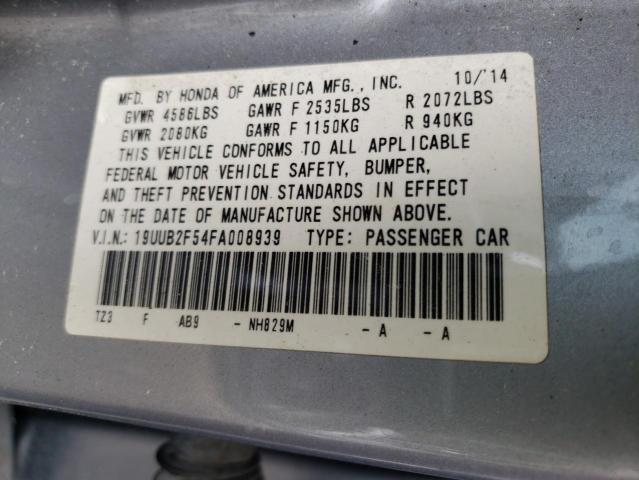 MFD. BY HONDA OF AMERICA MFG., INC. 10/'14
GVWR 4586LBS GAWR F 2535LBS R 2072LBS
GVWR 2080KG GAWR F 1150KG R 940KG
THIS VEHICLE CONFORMS TO ALL APPLICABLE
FEDERAL MOTOR VEHICLE SAFETY, BUMPER,
AND THEFT PREVENTION STANDARDS IN EFFECT
ON THE DATE OF MANUFACTURE SHOWN ABOVE.
V.I.N.: 19UUB2F54FA008939 TYPE: PASSENGER CAR
TZ3 F AB9 - NH829M - A - A